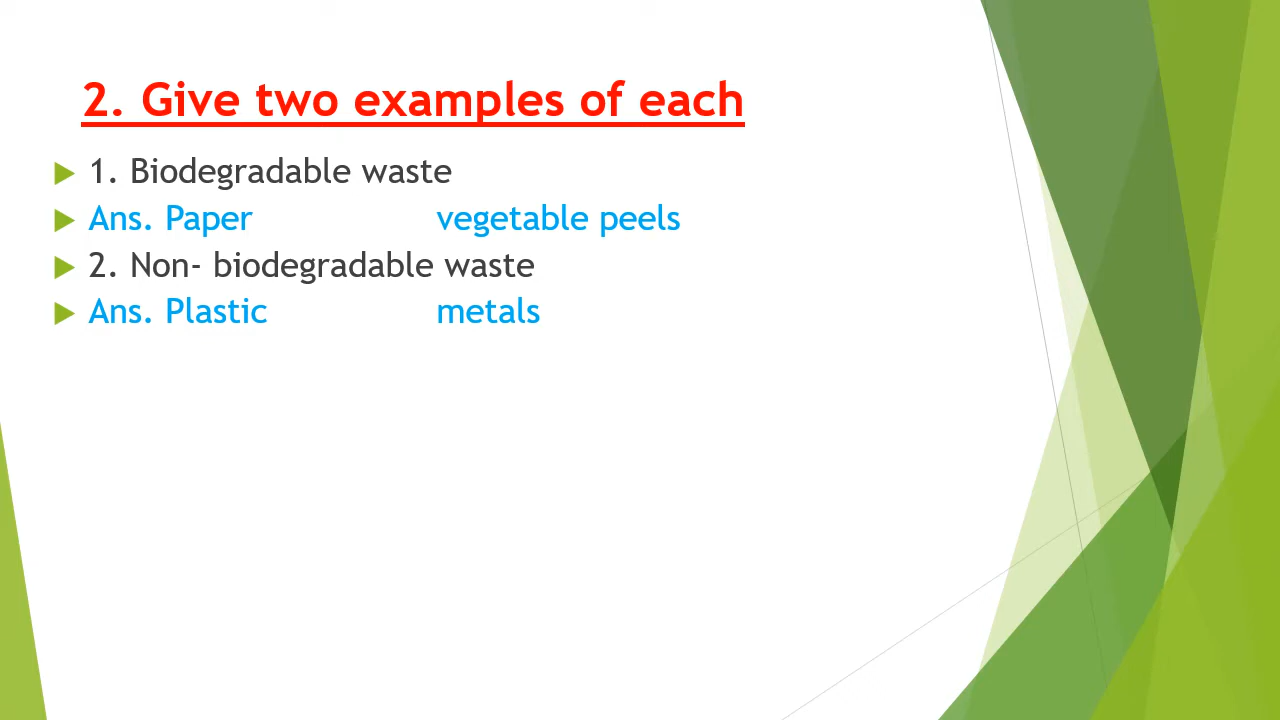 2. Give two examples of each
1. Biodegradable waste
Ans. Paper vegetable peels
2. Non- biodegradable waste
Ans. Plastic metals